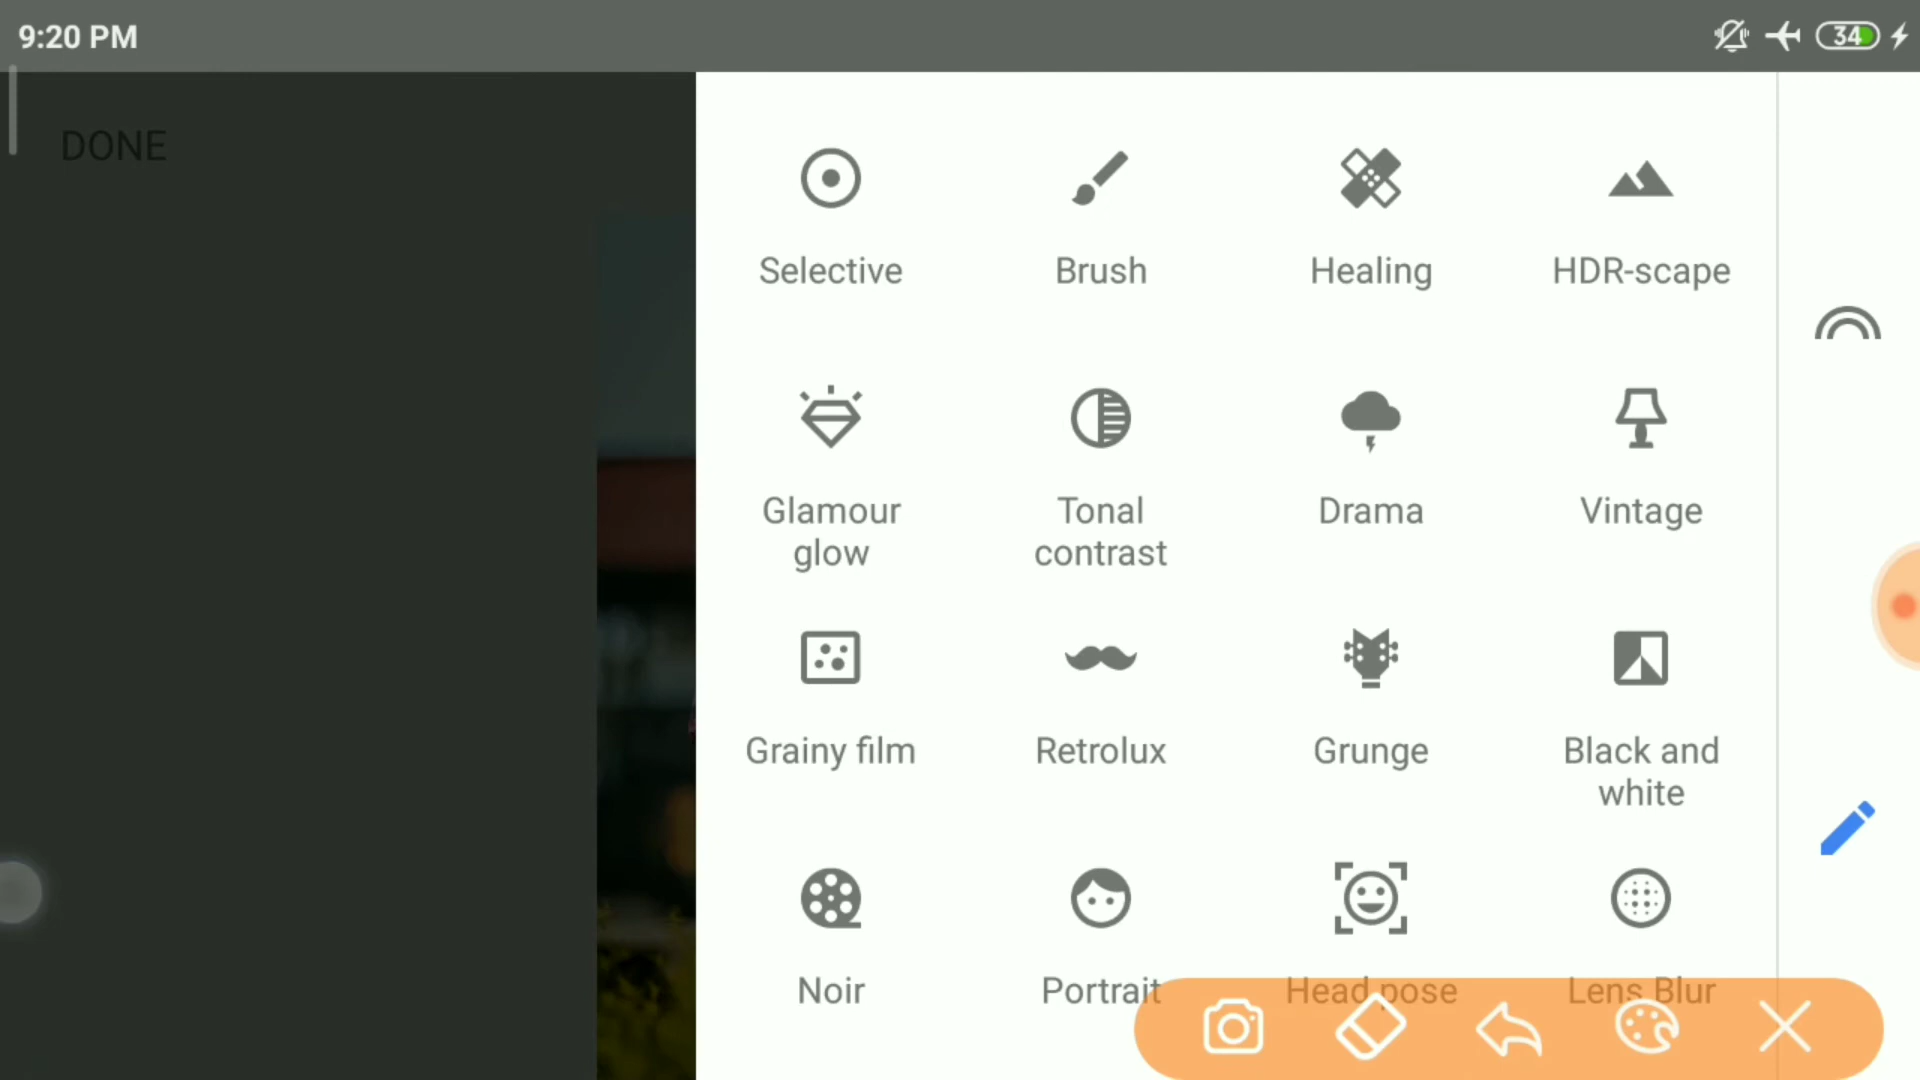 9:20 PM
34
DONE
Selective
Brush
Healing
HDR-scape
Glamour
glow
Tonal
contrast
Drama
Vintage
Grainy film
Retrolux
Grunge
Black and
white
Noir
Portrait
Head pose
Lens Blur